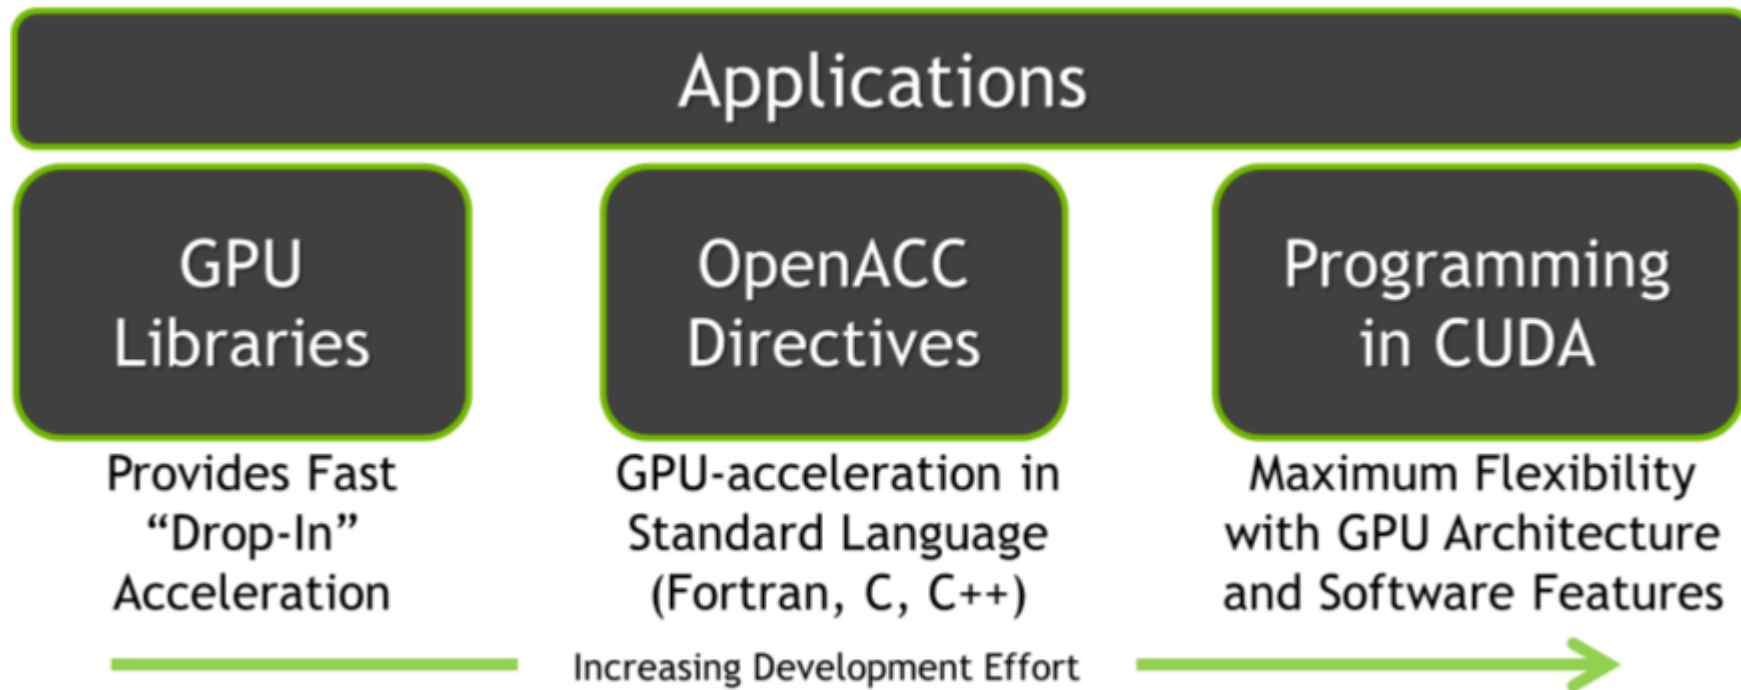 Applications
GPU
Libraries
OpenACC
Directives
Programming
in CUDA
Provides Fast
“Drop-In”
Acceleration
GPU-acceleration in
Standard Language
(Fortran, C, C++)
Maximum Flexibility
with GPU Architecture
and Software Features
Increasing Development Effort